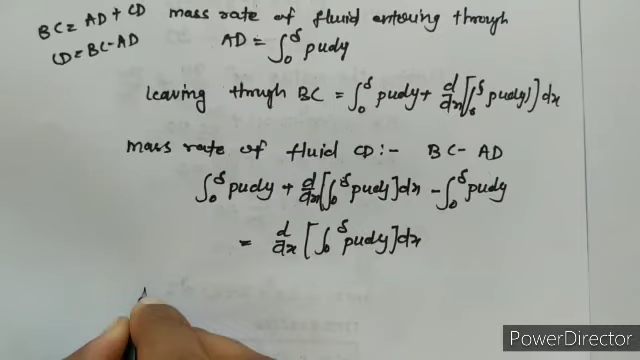 BC = AD + CD
CD = BC - AD
mass rate of fluid entering through
AD = ∫₀^δ ρudy
leaving through BC = ∫₀^δ ρudy + d/dx [∫₀^δ ρudy)] dx
mass rate of fluid CD :- BC - AD
∫₀^δ ρudy + d/dx [∫₀^δ ρudy] dx - ∫₀^δ ρudy
= d/dx [∫₀^δ ρudy] dx
PowerDirector